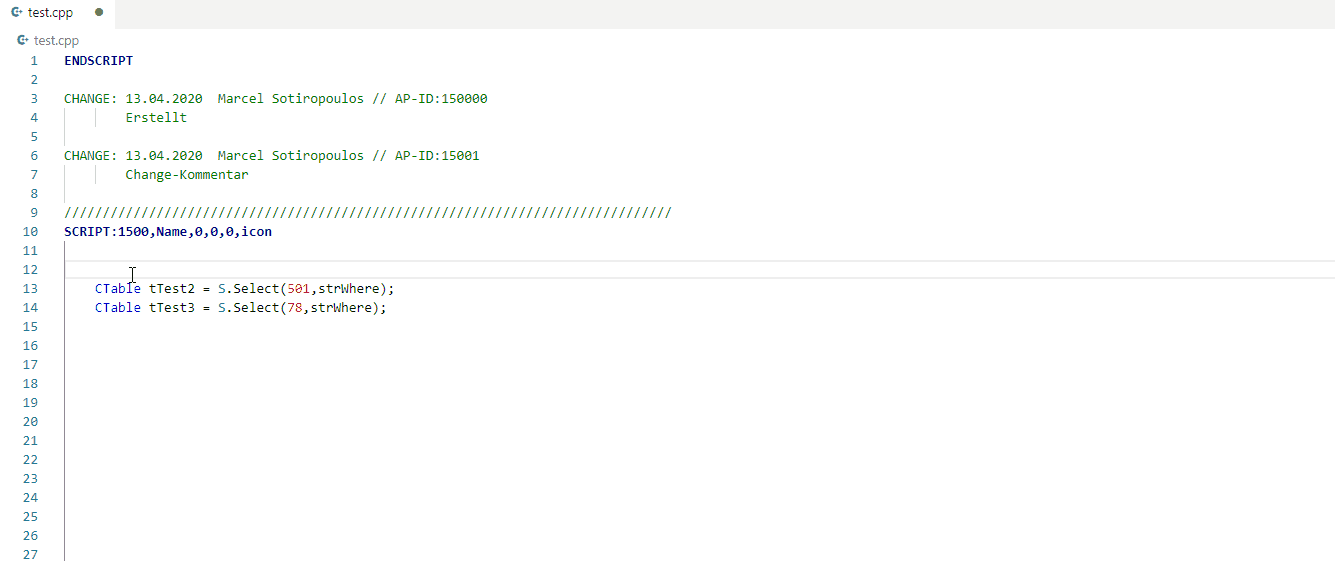 test.cpp
test.cpp
1 ENDSCRIPT
2
3 CHANGE: 13.04.2020  Marcel Sotiropoulos // AP-ID:150000
4         Erstellt
5
6 CHANGE: 13.04.2020  Marcel Sotiropoulos // AP-ID:15001
7         Change-Kommentar
8
9 ///////////////////////////////////////////////////////////////////////////////
10 SCRIPT:1500,Name,0,0,0,icon
11
12
13     CTable tTest2 = S.Select(501,strWhere);
14     CTable tTest3 = S.Select(78,strWhere);
15
16
17
18
19
20
21
22
23
24
25
26
27